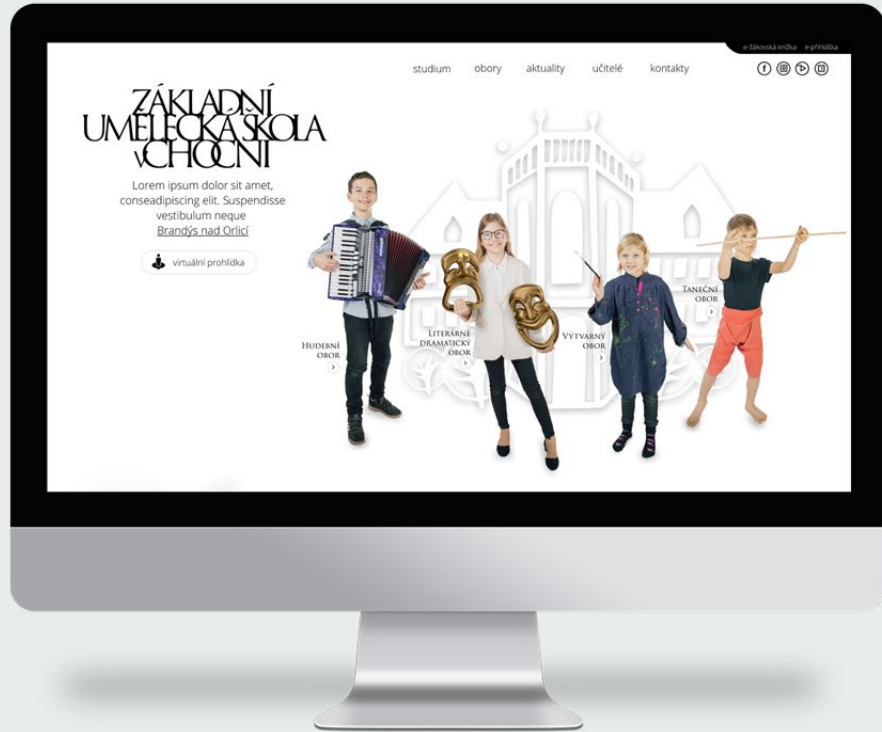 e-žákovská knížka e-přihláška
studium obory aktuality učitelé kontakty
ZÁKLADNÍ
UMĚLECKÁ ŠKOLA
v CHOCNI
Lorem ipsum dolor sit amet,
conseadipiscing elit. Suspendisse
vestibulum neque
Brandýs nad Orlicí
virtuální prohlídka
HUDEBNÍ
OBOR
LITERÁRNĚ
DRAMATICKÝ
OBOR
VÝTVARNÝ
OBOR
TANEČNÍ
OBOR